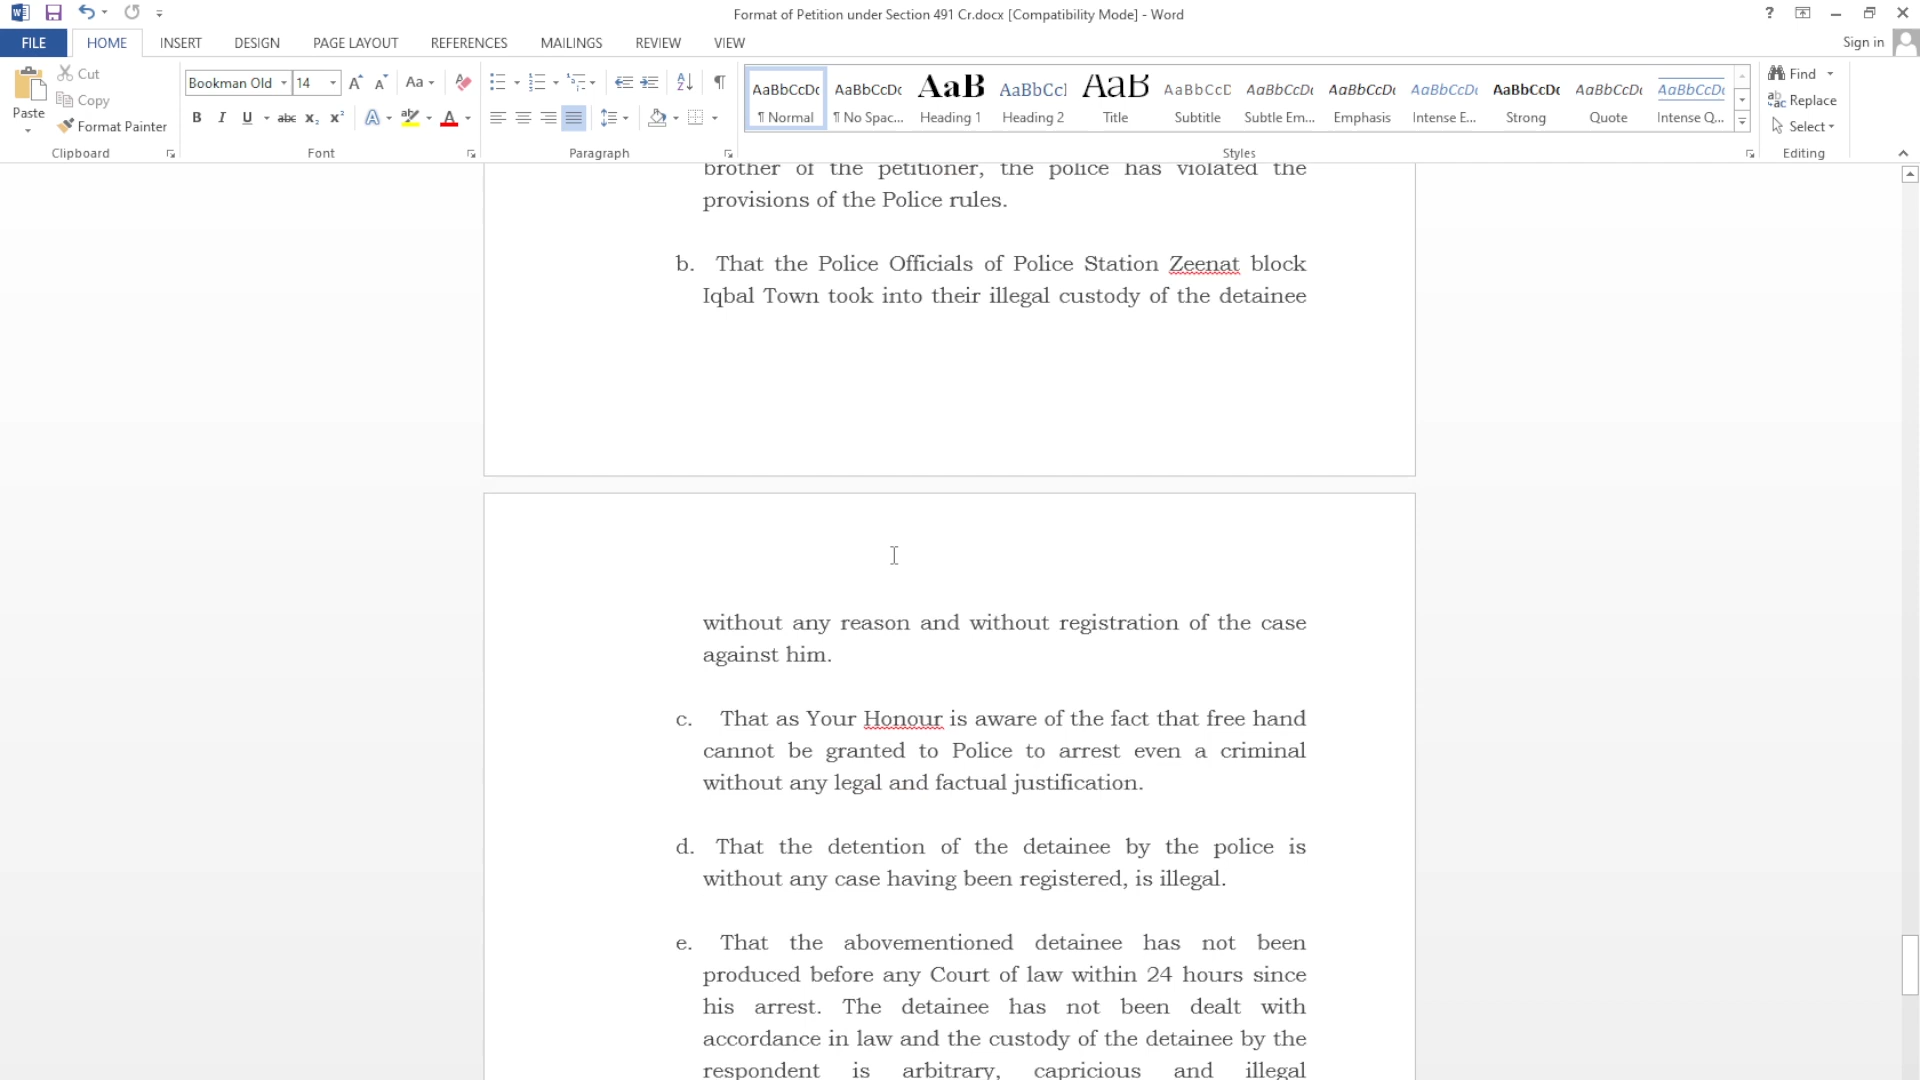 Format of Petition under Section 491 Cr.docx [Compatibility Mode] - Word
?
FILE HOME INSERT DESIGN PAGE LAYOUT REFERENCES MAILINGS REVIEW VIEW Sign in
Paste
Cut
Copy
Format Painter
Clipboard
Bookman Old 14
Aa
B I U abc x₂ x²
A
A
Font
Paragraph
AaBbCcDc AaBbCcDc AaB AaBbCcl AaB AaBbCcD AaBbCcDc AaBbCcDc AaBbCcDc AaBbCcDc AaBbCcDc AaBbCcDc
¶ Normal ¶ No Spac... Heading 1 Heading 2 Title Subtitle Subtle Em... Emphasis Intense E... Strong Quote Intense Q...
Styles
Find
Replace
Select
Editing
brother of the petitioner, the police has violated the
provisions of the Police rules.
b. That the Police Officials of Police Station Zeenat block
Iqbal Town took into their illegal custody of the detainee
without any reason and without registration of the case
against him.
c. That as Your Honour is aware of the fact that free hand
cannot be granted to Police to arrest even a criminal
without any legal and factual justification.
d. That the detention of the detainee by the police is
without any case having been registered, is illegal.
e. That the abovementioned detainee has not been
produced before any Court of law within 24 hours since
his arrest. The detainee has not been dealt with
accordance in law and the custody of the detainee by the
respondent is arbitrary, capricious and illegal